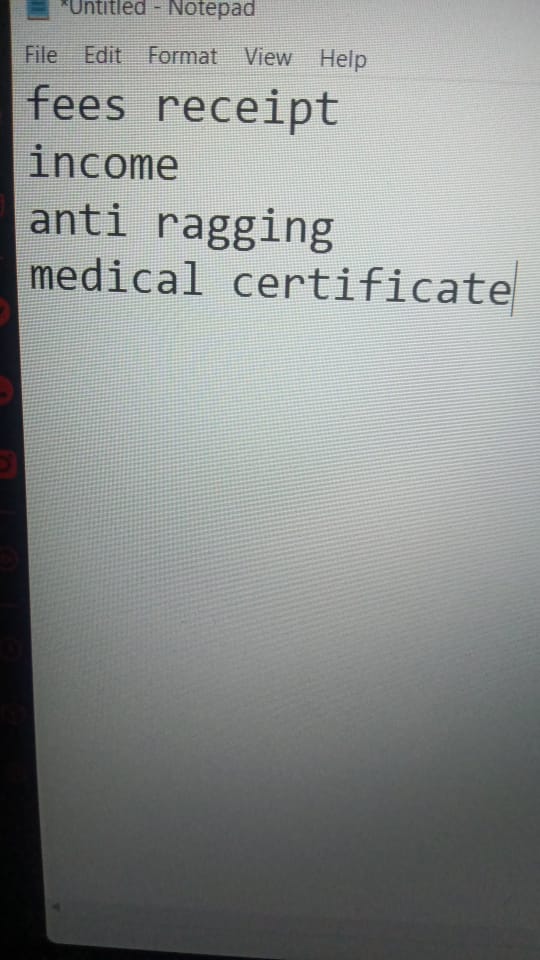 *Untitled - Notepad
File Edit Format View Help
fees receipt
income
anti ragging
medical certificate